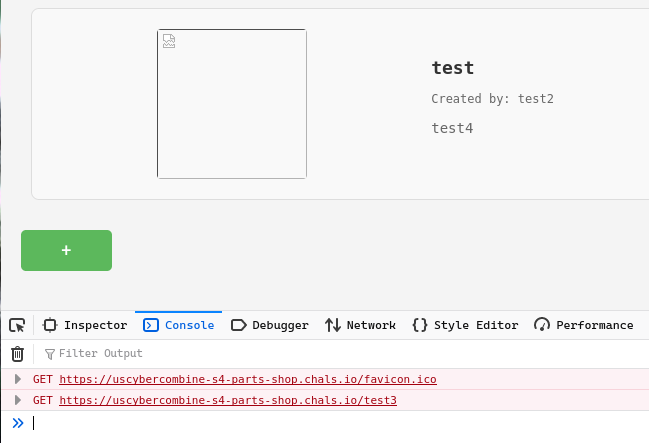 test
Created by: test2
test4
+
Inspector Console Debugger Network Style Editor Performance
Filter Output
GET https://uscybercombine-s4-parts-shop.chals.io/favicon.ico
GET https://uscybercombine-s4-parts-shop.chals.io/test3